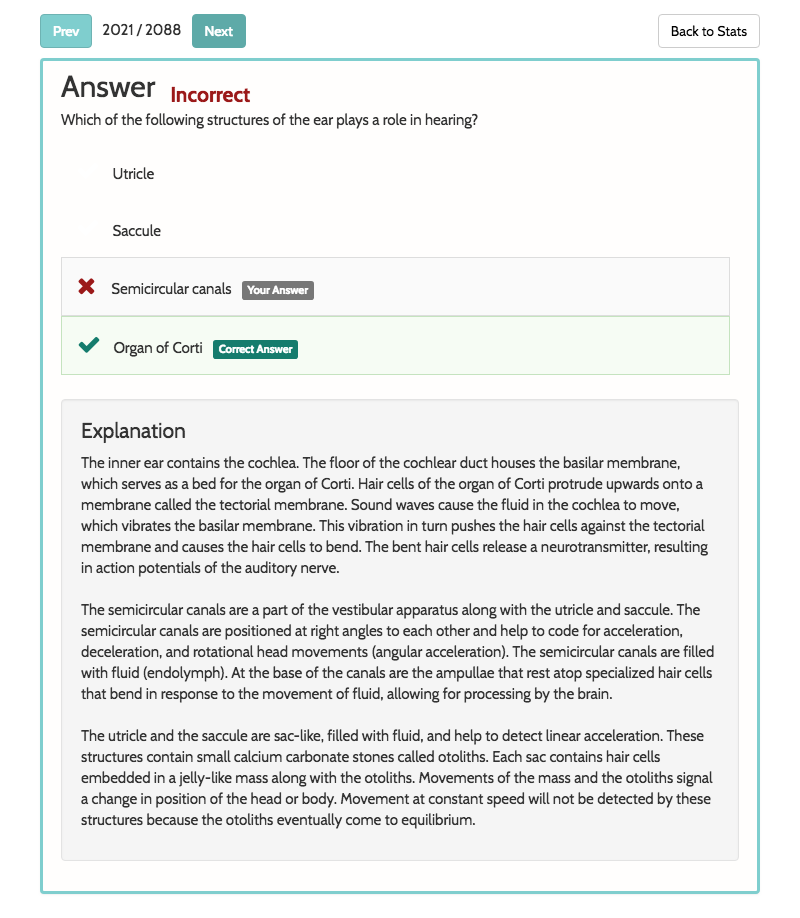 Prev 2021 / 2088 Next Back to Stats
Answer Incorrect
Which of the following structures of the ear plays a role in hearing?
Utricle
Saccule
Semicircular canals Your Answer
Organ of Corti Correct Answer
Explanation
The inner ear contains the cochlea. The floor of the cochlear duct houses the basilar membrane,
which serves as a bed for the organ of Corti. Hair cells of the organ of Corti protrude upwards onto a
membrane called the tectorial membrane. Sound waves cause the fluid in the cochlea to move,
which vibrates the basilar membrane. This vibration in turn pushes the hair cells against the tectorial
membrane and causes the hair cells to bend. The bent hair cells release a neurotransmitter, resulting
in action potentials of the auditory nerve.
The semicircular canals are a part of the vestibular apparatus along with the utricle and saccule. The
semicircular canals are positioned at right angles to each other and help to code for acceleration,
deceleration, and rotational head movements (angular acceleration). The semicircular canals are filled
with fluid (endolymph). At the base of the canals are the ampullae that rest atop specialized hair cells
that bend in response to the movement of fluid, allowing for processing by the brain.
The utricle and the saccule are sac-like, filled with fluid, and help to detect linear acceleration. These
structures contain small calcium carbonate stones called otoliths. Each sac contains hair cells
embedded in a jelly-like mass along with the otoliths. Movements of the mass and the otoliths signal
a change in position of the head or body. Movement at constant speed will not be detected by these
structures because the otoliths eventually come to equilibrium.